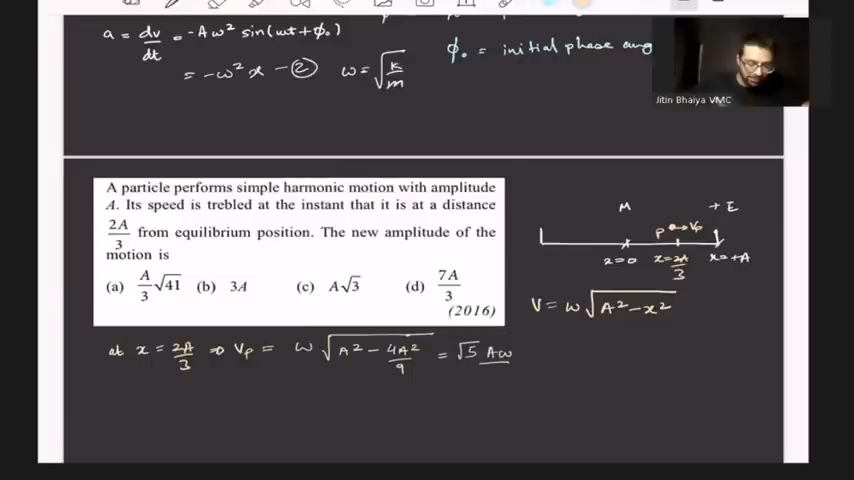 a = dv/dt = -Aω² sin(ωt + ϕ₀)
= -ω²x - ② ω = √(k/m)
ϕ₀ = initial phase ang
Jitin Bhaiya VMC
A particle performs simple harmonic motion with amplitude
A. Its speed is trebled at the instant that it is at a distance
2A/3 from equilibrium position. The new amplitude of the
motion is
(a) A/3 √41 (b) 3A (c) A√3 (d) 7A/3
(2016)
M + E
P Vp
x=0 x=2A/3 x=+A
V = ω √(A² - x²)
at x = 2A/3 ⇒ Vp = ω √(A² - 4A²/9) = √5 Aω